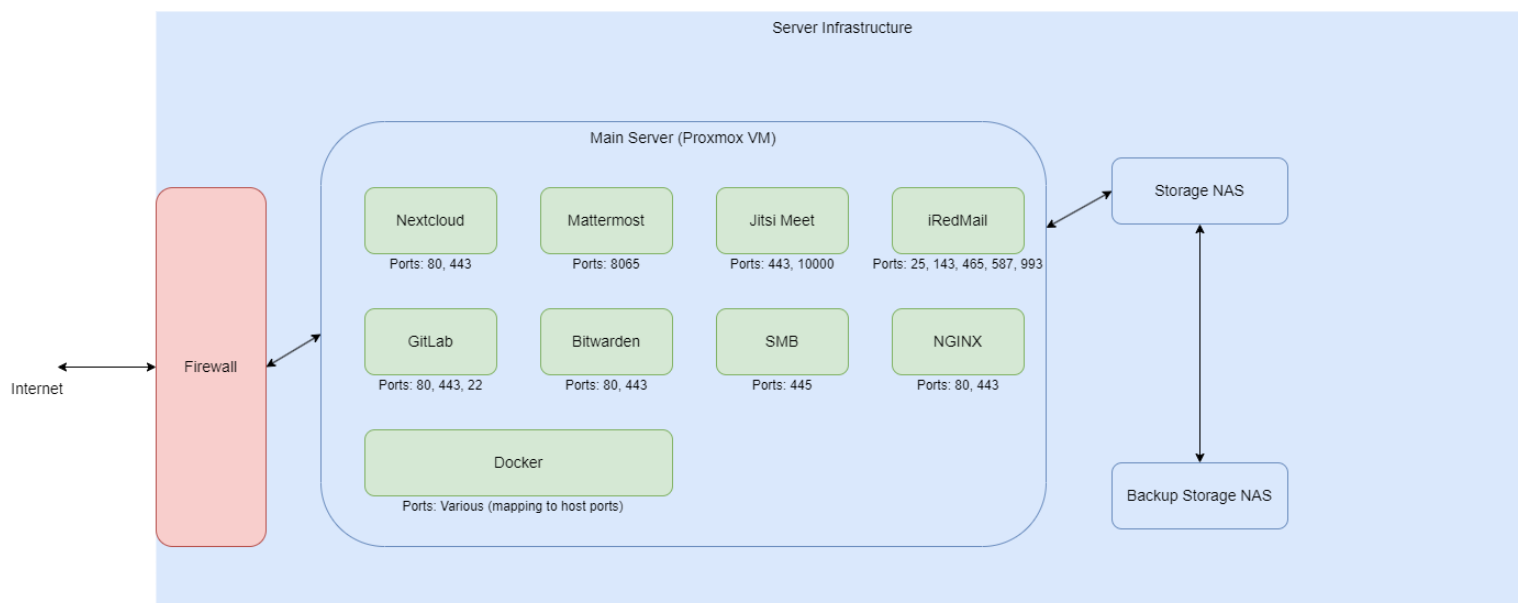 Server Infrastructure
Main Server (Proxmox VM)
Nextcloud
Ports: 80, 443
Mattermost
Ports: 8065
Jitsi Meet
Ports: 443, 10000
iRedMail
Ports: 25, 143, 465, 587, 993
GitLab
Ports: 80, 443, 22
Bitwarden
Ports: 80, 443
SMB
Ports: 445
NGINX
Ports: 80, 443
Docker
Ports: Various (mapping to host ports)
Internet
Firewall
Storage NAS
Backup Storage NAS